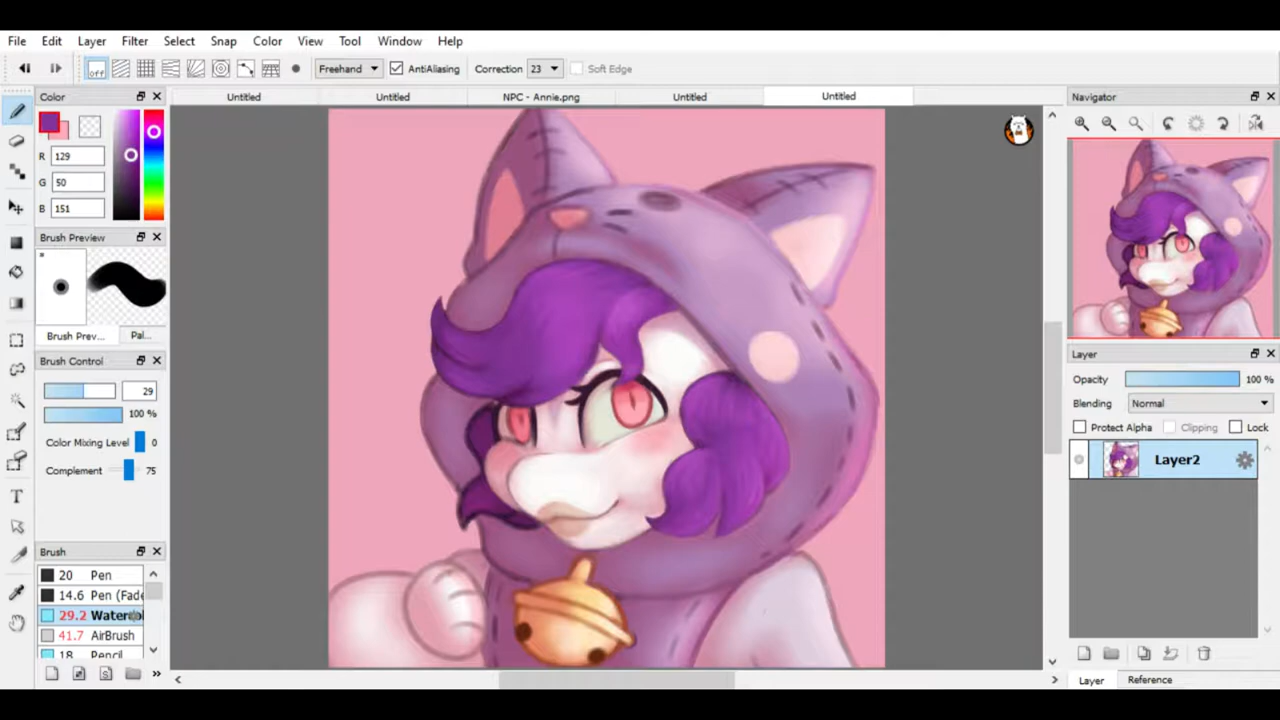 File Edit Layer Filter Select Snap Color View Tool Window Help
off Freehand AntiAliasing Correction 23 Soft Edge
Color Untitled Untitled NPC - Annie.png Untitled Untitled Navigator
R 129
G 50
B 151
Brush Preview
Brush Prev... Pal...
Brush Control
29
100 %
Color Mixing Level 0
Complement 75
Brush
20 Pen
14.6 Pen (Fade
29.2 Waterco
41.7 AirBrush
18 Pencil
Layer
Opacity 100 %
Blending Normal
Protect Alpha Clipping Lock
Layer2
Layer Reference